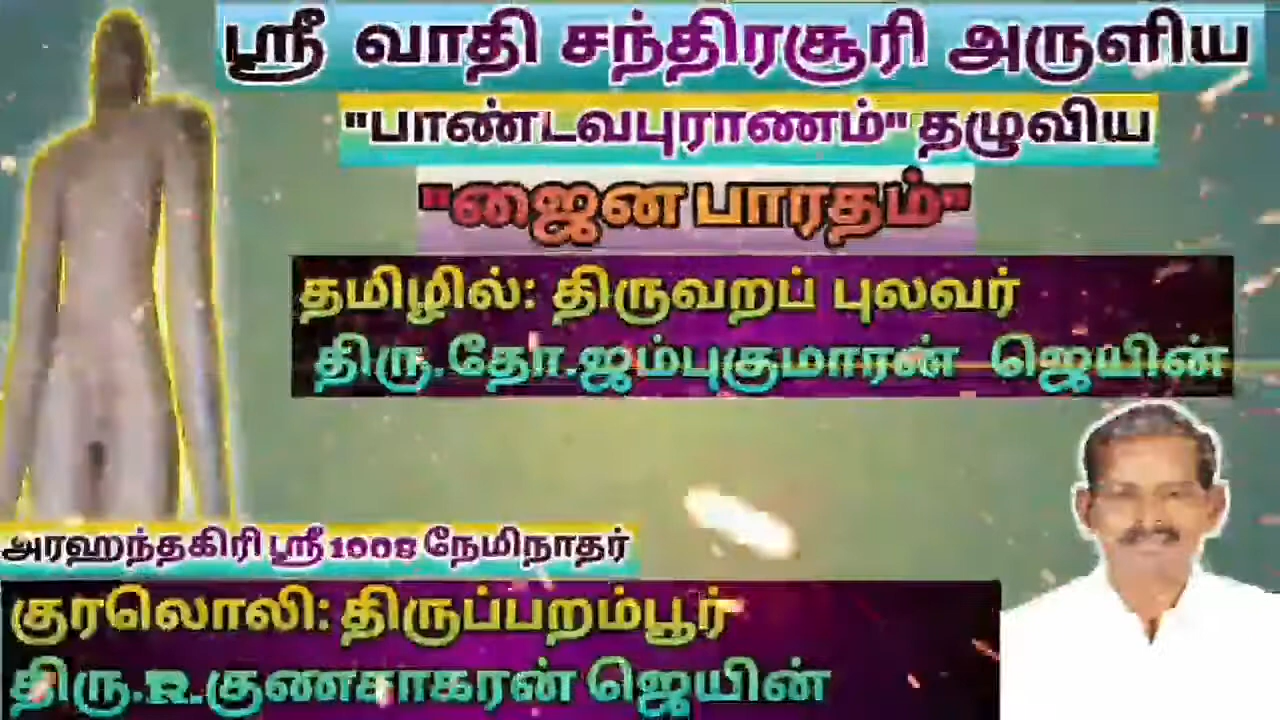 ஸ்ரீ வாதி சந்திரசூரி அருளிய
"பாண்டவபுராணம்" தழுவிய
"ஜைன பாரதம்"
தமிழில்: திருவறப் புலவர்
திரு.தோ.ஜம்புகுமாரன் ஜெயின்
அரஹந்தகிரி ஸ்ரீ 1008 நேமிநாதர்
குரலொலி: திருப்பறம்பூர்
திரு.R.குணசாகரன் ஜெயின்